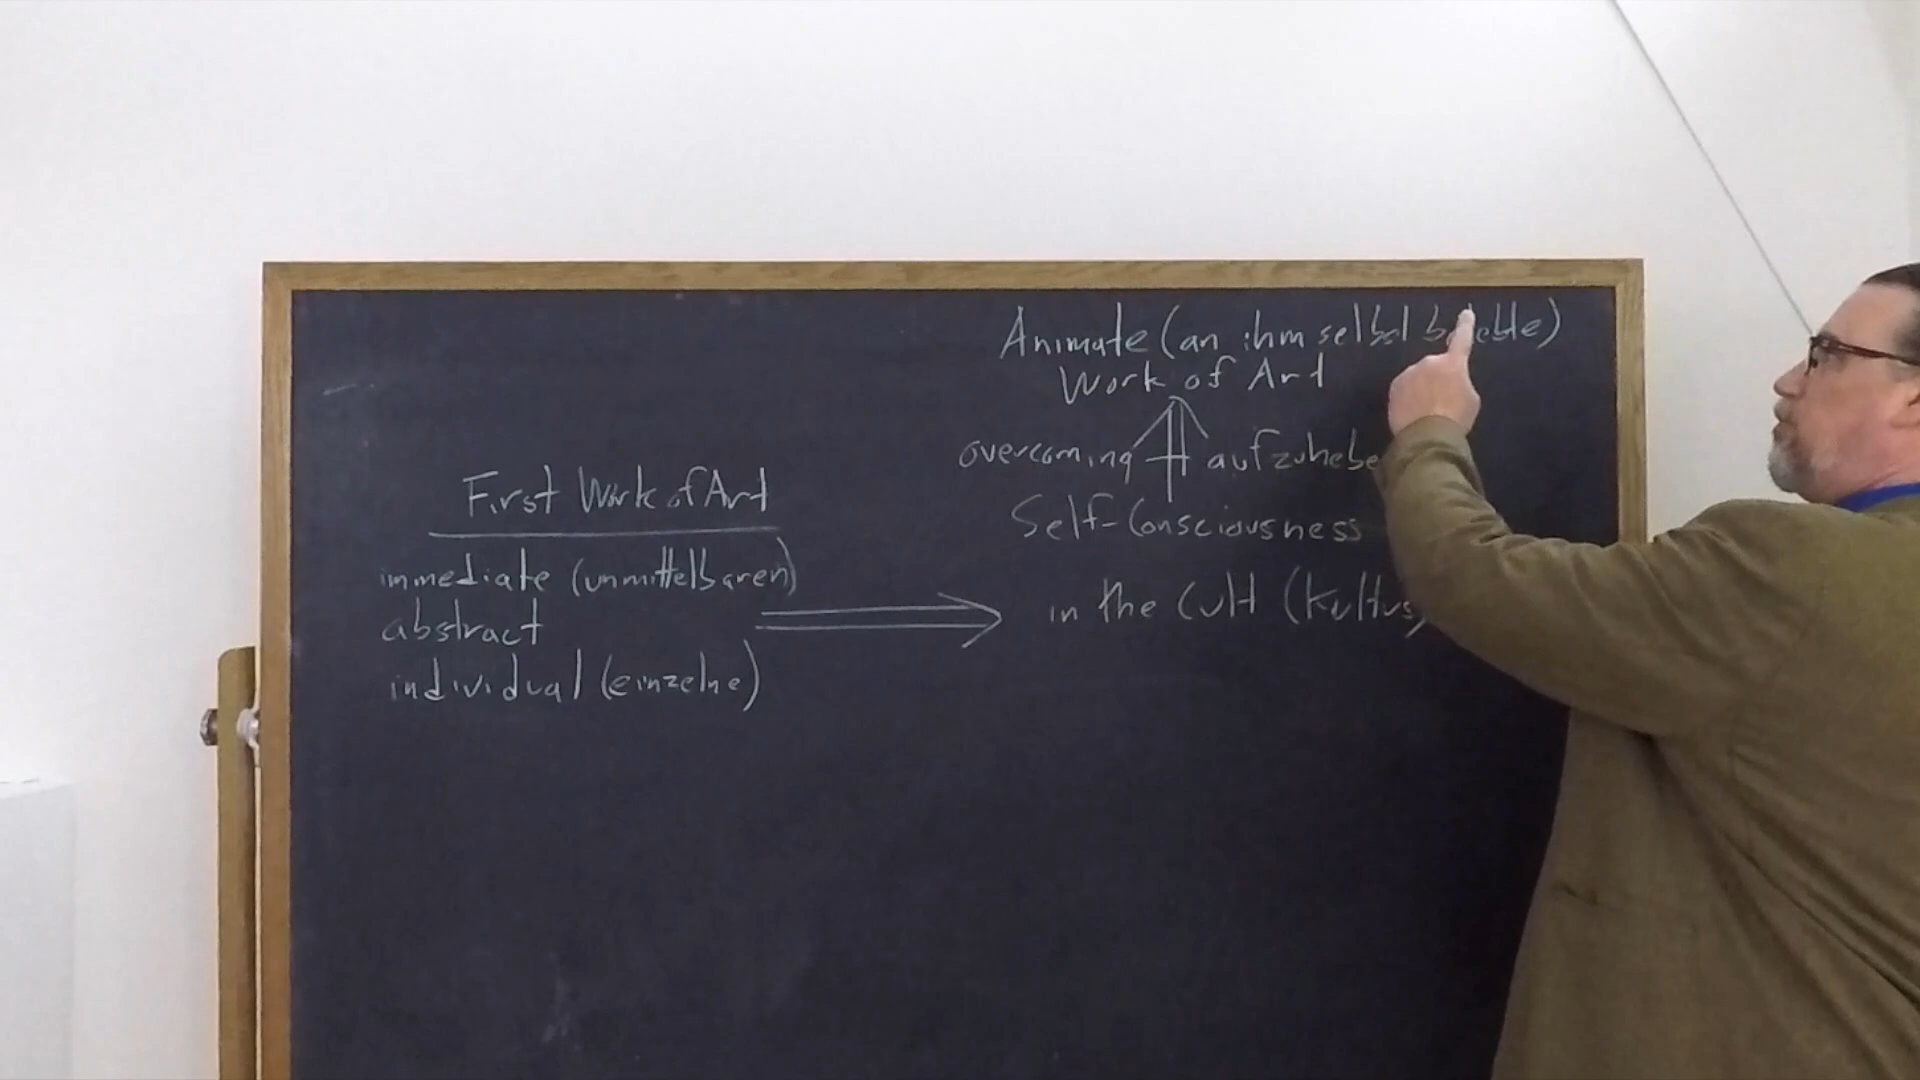 First Work of Art
immediate (unmittelbaren)
abstract
individual (einzelne)
Animate (an ihm selbst
Work of Art
overcoming
Self-Consciousness
in the Cult (Kultus)